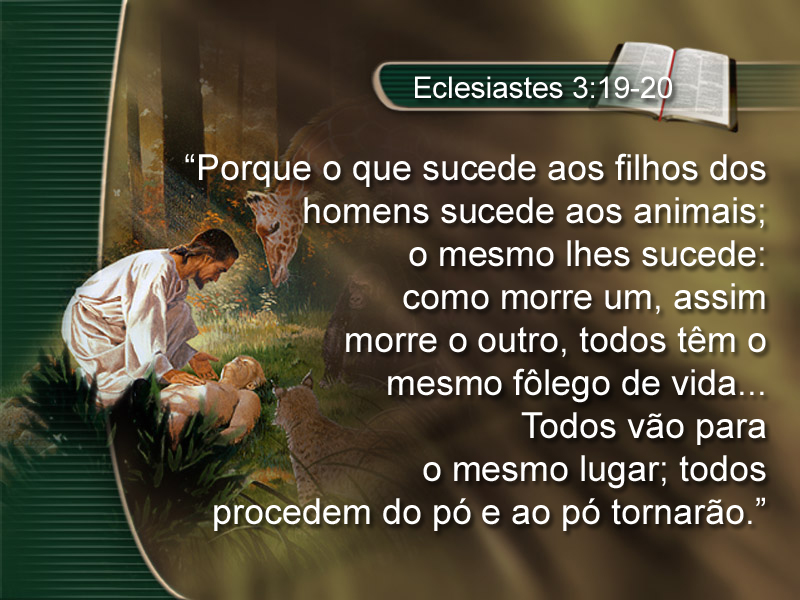 Eclesiastes 3:19-20
“Porque o que sucede aos filhos dos
homens sucede aos animais;
o mesmo lhes sucede:
como morre um, assim
morre o outro, todos têm o
mesmo fôlego de vida...
Todos vão para
o mesmo lugar; todos
procedem do pó e ao pó tornarão.”